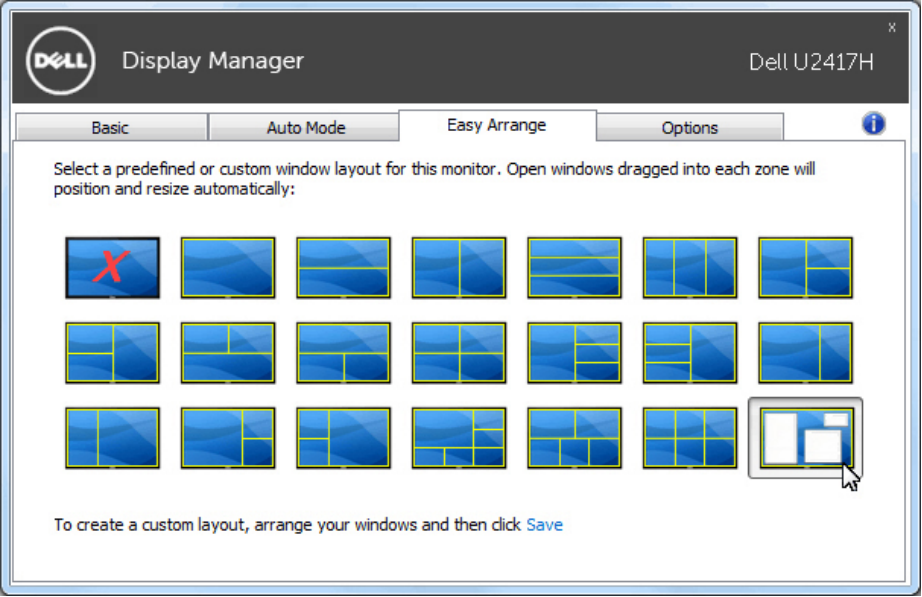 x
DELL
Display Manager
Dell U2417H
Basic
Auto Mode
Easy Arrange
Options
i
Select a predefined or custom window layout for this monitor. Open windows dragged into each zone will
position and resize automatically:
X
To create a custom layout, arrange your windows and then click Save